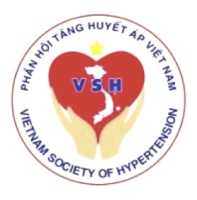 PHÂN HỘI TĂNG HUYẾT ÁP VIỆT NAM
VSH
VIETNAM SOCIETY OF HYPERTENSION